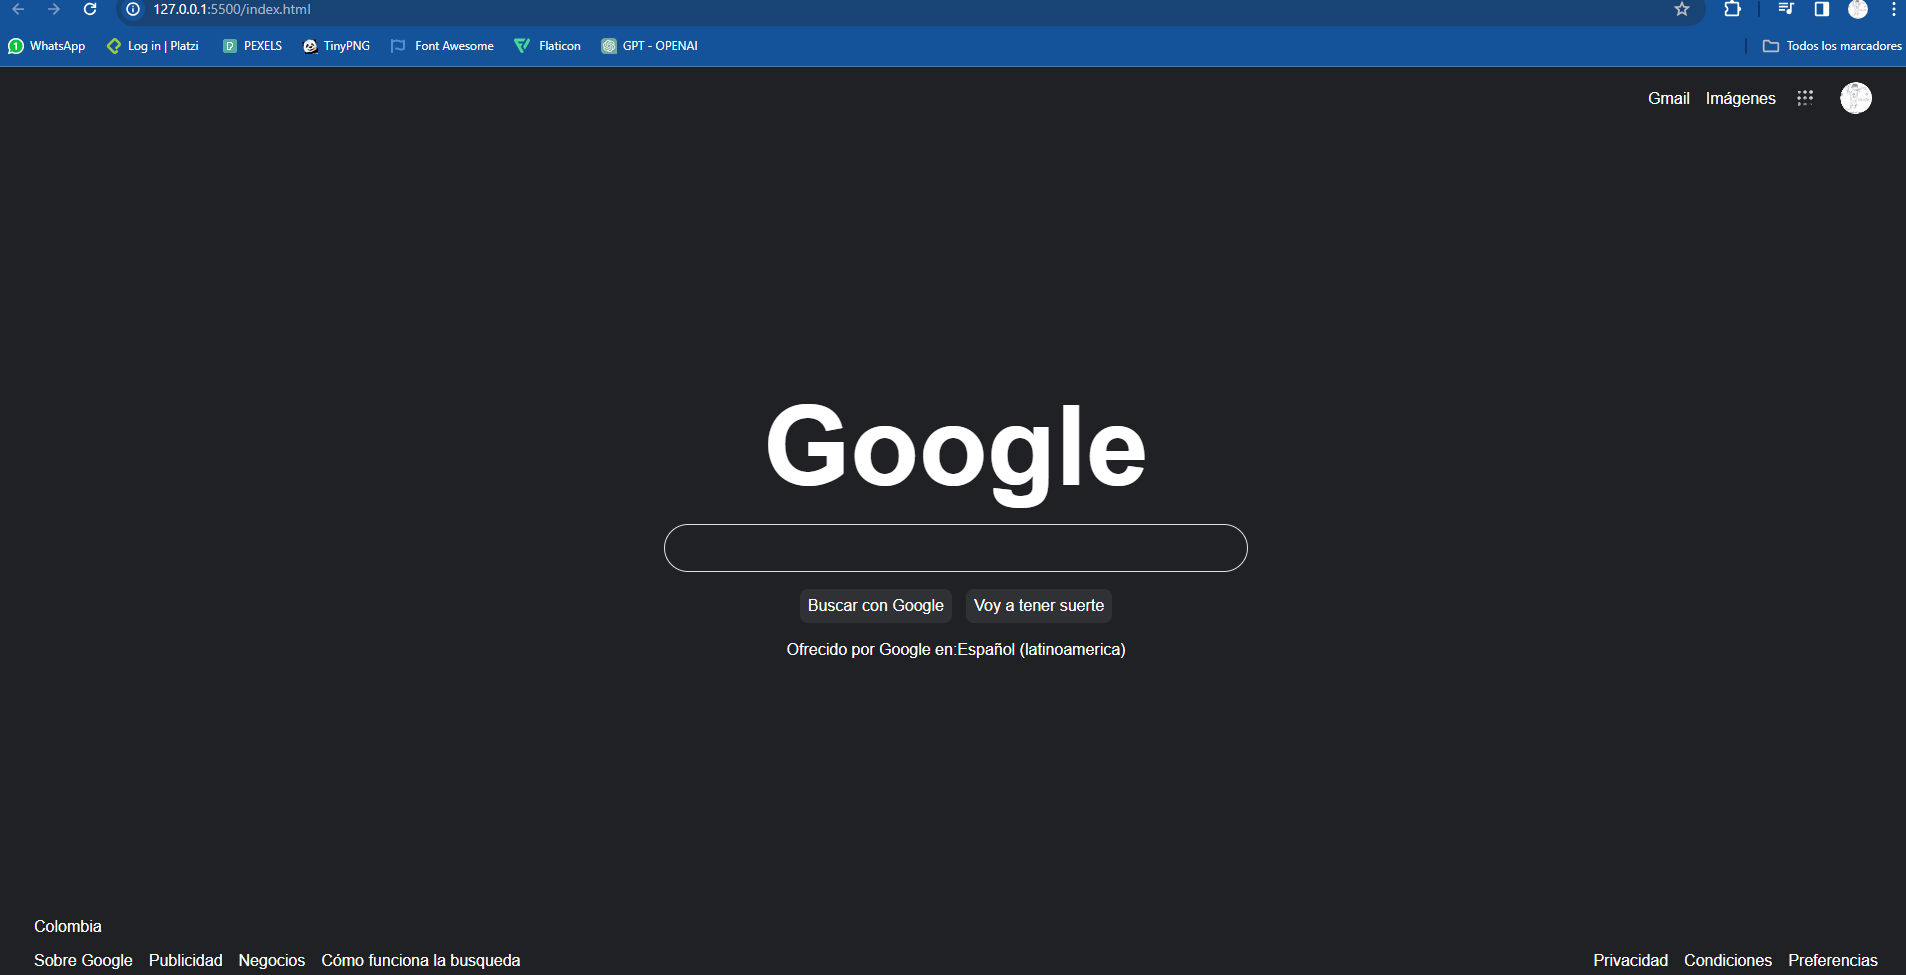 127.0.0.1:5500/index.html
WhatsApp Log in | Platzi PEXELS TinyPNG Font Awesome Flaticon GPT - OPENAI Todos los marcadores
Gmail Imágenes
Google
Buscar con Google Voy a tener suerte
Ofrecido por Google en:Español (latinoamerica)
Colombia
Sobre Google Publicidad Negocios Cómo funciona la busqueda Privacidad Condiciones Preferencias